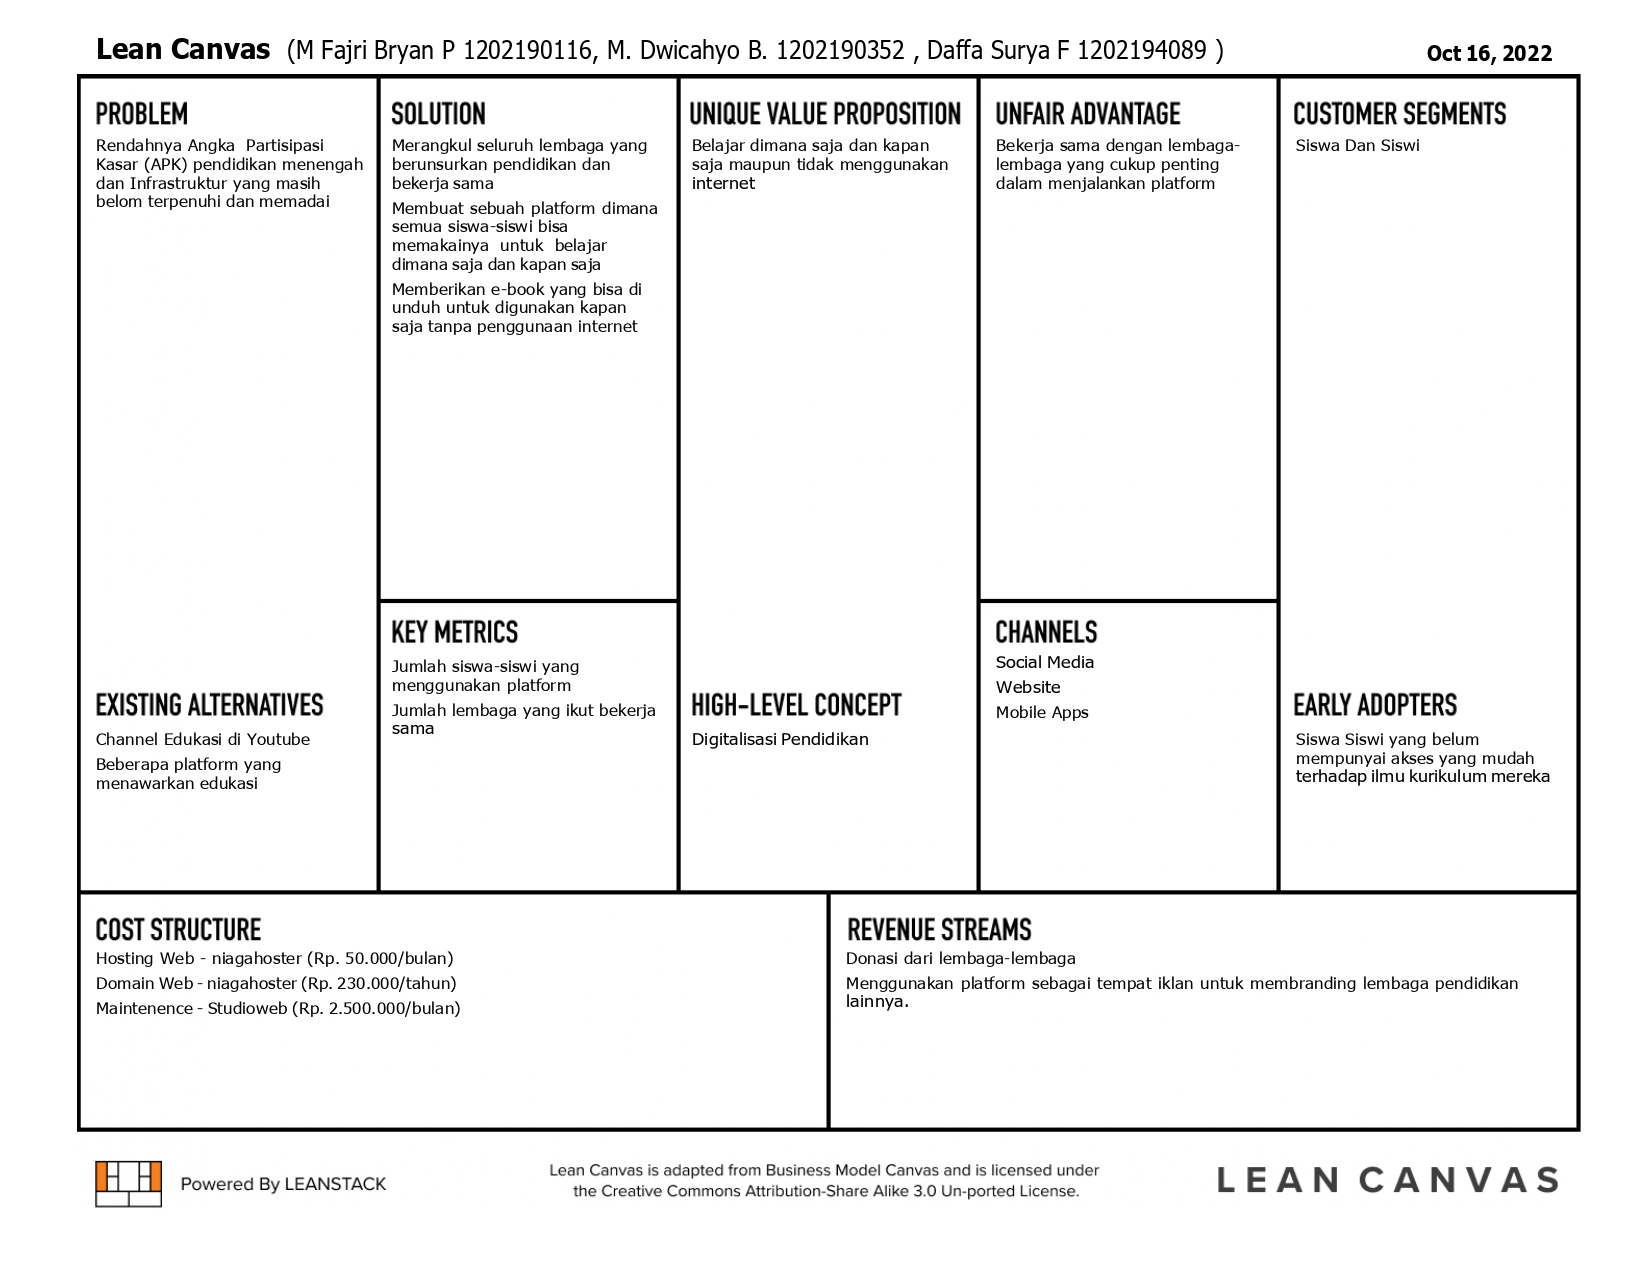 Lean Canvas (M Fajri Bryan P 1202190116, M. Dwicahyo B. 1202190352 , Daffa Surya F 1202194089 )
Oct 16, 2022
PROBLEM
Rendahnya Angka Partisipasi
Kasar (APK) pendidikan menengah
dan Infrastruktur yang masih
belom terpenuhi dan memadai
EXISTING ALTERNATIVES
Channel Edukasi di Youtube
Beberapa platform yang
menawarkan edukasi
SOLUTION
Merangkul seluruh lembaga yang
berunsurkan pendidikan dan
bekerja sama
Membuat sebuah platform dimana
semua siswa-siswi bisa
memakainya untuk belajar
dimana saja dan kapan saja
Memberikan e-book yang bisa di
unduh untuk digunakan kapan
saja tanpa penggunaan internet
KEY METRICS
Jumlah siswa-siswi yang
menggunakan platform
Jumlah lembaga yang ikut bekerja
sama
UNIQUE VALUE PROPOSITION
Belajar dimana saja dan kapan
saja maupun tidak menggunakan
internet
HIGH-LEVEL CONCEPT
Digitalisasi Pendidikan
UNFAIR ADVANTAGE
Bekerja sama dengan lembaga-
lembaga yang cukup penting
dalam menjalankan platform
CHANNELS
Social Media
Website
Mobile Apps
CUSTOMER SEGMENTS
Siswa Dan Siswi
EARLY ADOPTERS
Siswa Siswi yang belum
mempunyai akses yang mudah
terhadap ilmu kurikulum mereka
COST STRUCTURE
Hosting Web - niagahoster (Rp. 50.000/bulan)
Domain Web - niagahoster (Rp. 230.000/tahun)
Maintenence - Studioweb (Rp. 2.500.000/bulan)
REVENUE STREAMS
Donasi dari lembaga-lembaga
Menggunakan platform sebagai tempat iklan untuk membranding lembaga pendidikan
lainnya.
Powered By LEANSTACK
Lean Canvas is adapted from Business Model Canvas and is licensed under
the Creative Commons Attribution-Share Alike 3.0 Un-ported License.
LEAN CANVAS